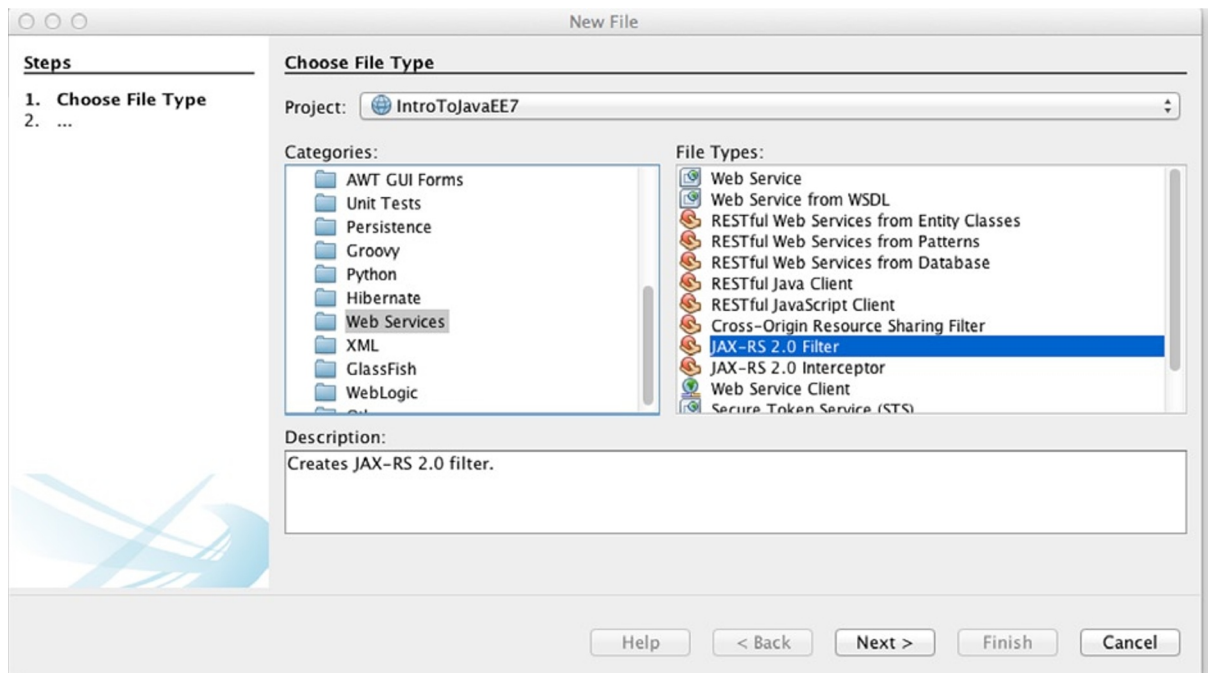 New File
Steps
1. Choose File Type
2. ...
Choose File Type
Project: IntroToJavaEE7
Categories:
AWT GUI Forms
Unit Tests
Persistence
Groovy
Python
Hibernate
Web Services
XML
GlassFish
WebLogic
File Types:
Web Service
Web Service from WSDL
RESTful Web Services from Entity Classes
RESTful Web Services from Patterns
RESTful Web Services from Database
RESTful Java Client
RESTful JavaScript Client
Cross-Origin Resource Sharing Filter
JAX-RS 2.0 Filter
JAX-RS 2.0 Interceptor
Web Service Client
Secure Token Service (STS)
Description:
Creates JAX-RS 2.0 filter.
Help
< Back
Next >
Finish
Cancel